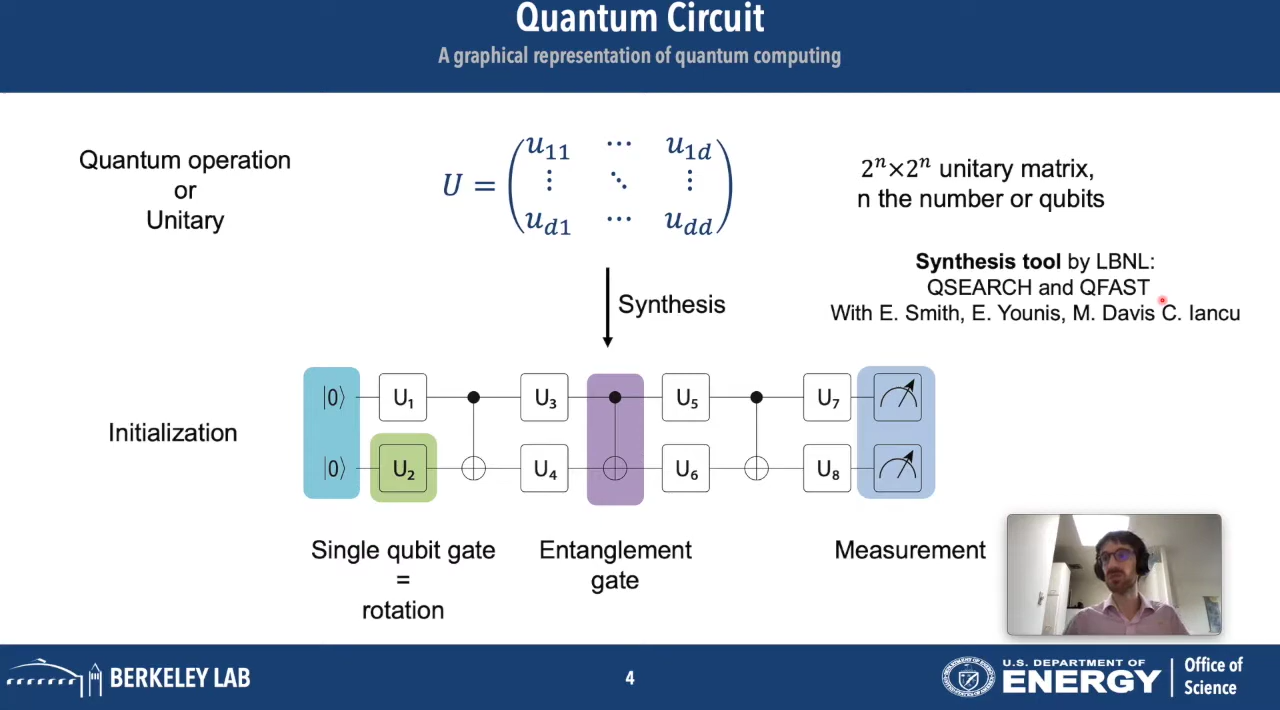 Quantum Circuit
A graphical representation of quantum computing
Quantum operation
or
Unitary
U = (u11 ⋯ u1d
⋮ ⋱ ⋮
ud1 ⋯ udd)
2ⁿ×2ⁿ unitary matrix,
n the number or qubits
Synthesis tool by LBNL:
QSEARCH and QFAST
With E. Smith, E. Younis, M. Davis C. Iancu
Synthesis
|0⟩ U1 U3 U5 U7
Initialization
|0⟩ U2 U4 U6 U8
Single qubit gate
=
rotation
Entanglement
gate
Measurement
BERKELEY LAB
4
U.S. DEPARTMENT OF
ENERGY
Office of
Science